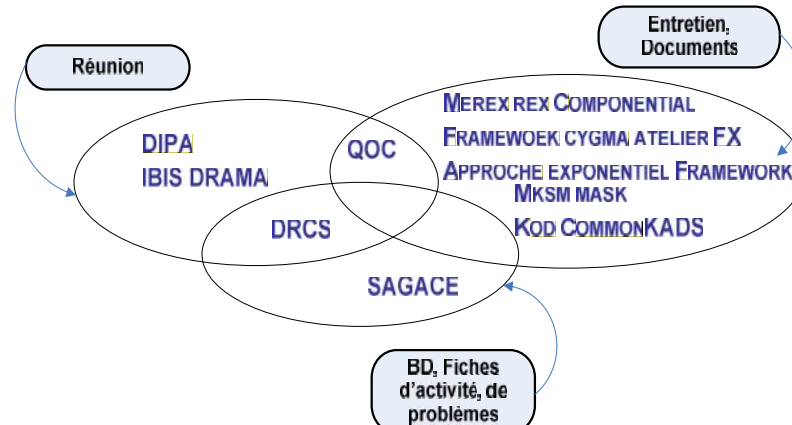 Entretien,
Documents
Réunion
MEREX REX COMPONENTIAL
DIPA
QOC
FRAMEWOEK CYGMA ATELIER FX
IBIS DRAMA
APPROCHE EXPONENTIEL FRAMEWORK
MKSM MASK
DRCS
KOD COMMONKADS
SAGACE
BD, Fiches
d'activité, de
problèmes